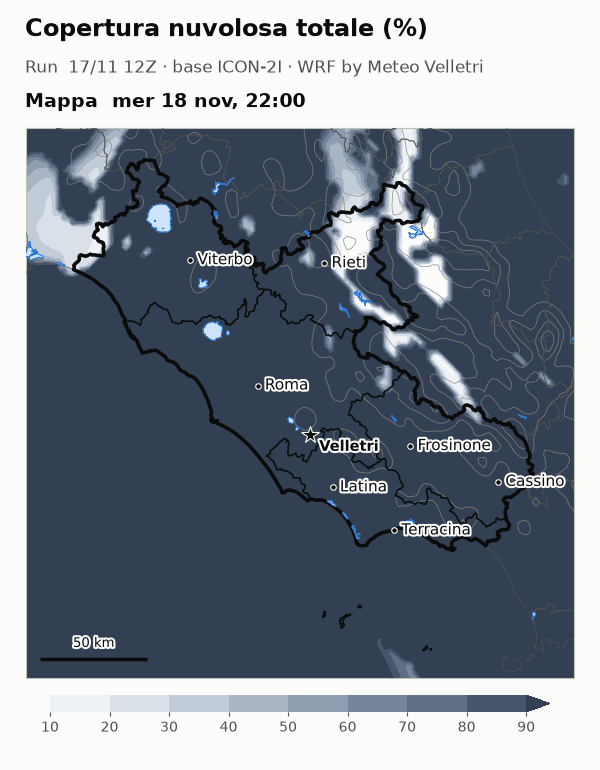 Copertura nuvolosa totale (%)
Run 17/11 12Z · base ICON-2I · WRF by Meteo Velletri
Mappa mer 18 nov, 22:00
Viterbo
Rieti
Roma
Velletri
Frosinone
Latina
Cassino
Terracina
50 km
10 20 30 40 50 60 70 80 90